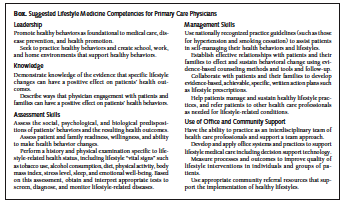 Box. Suggested Lifestyle Medicine Competencies for Primary Care Physicians
Leadership
Promote healthy behaviors as foundational to medical care, dis-
ease prevention, and health promotion.
Seek to practice healthy behaviors and create school, work,
and home environments that support healthy behaviors.
Knowledge
Demonstrate knowledge of the evidence that specific lifestyle
changes can have a positive effect on patients' health out-
comes.
Describe ways that physician engagement with patients and
families can have a positive effect on patients' health behaviors.
Assessment Skills
Assess the social, psychological, and biological predisposi-
tions of patients' behaviors and the resulting health outcomes.
Assess patient and family readiness, willingness, and ability
to make health behavior changes.
Perform a history and physical examination specific to life-
style-related health status, including lifestyle "vital signs" such
as tobacco use, alcohol consumption, diet, physical activity, body
mass index, stress level, sleep, and emotional well-being. Based
on this assessment, obtain and interpret appropriate tests to
screen, diagnose, and monitor lifestyle-related diseases.
Management Skills
Use nationally recognized practice guidelines (such as those
for hypertension and smoking cessation) to assist patients
in self-managing their health behaviors and lifestyles.
Establish effective relationships with patients and their
families to effect and sustain behavioral change using evi-
dence-based counseling methods and tools and follow-up.
Collaborate with patients and their families to develop
evidence-based, achievable, specific, written action plans such
as lifestyle prescriptions.
Help patients manage and sustain healthy lifestyle prac-
tices, and refer patients to other health care professionals
as needed for lifestyle-related conditions.
Use of Office and Community Support
Have the ability to practice as an interdisciplinary team of
health care professionals and support a team approach.
Develop and apply office systems and practices to support
lifestyle medical care including decision support technology.
Measure processes and outcomes to improve quality of
lifestyle interventions in individuals and groups of pa-
tients.
Use appropriate community referral resources that sup-
port the implementation of healthy lifestyles.